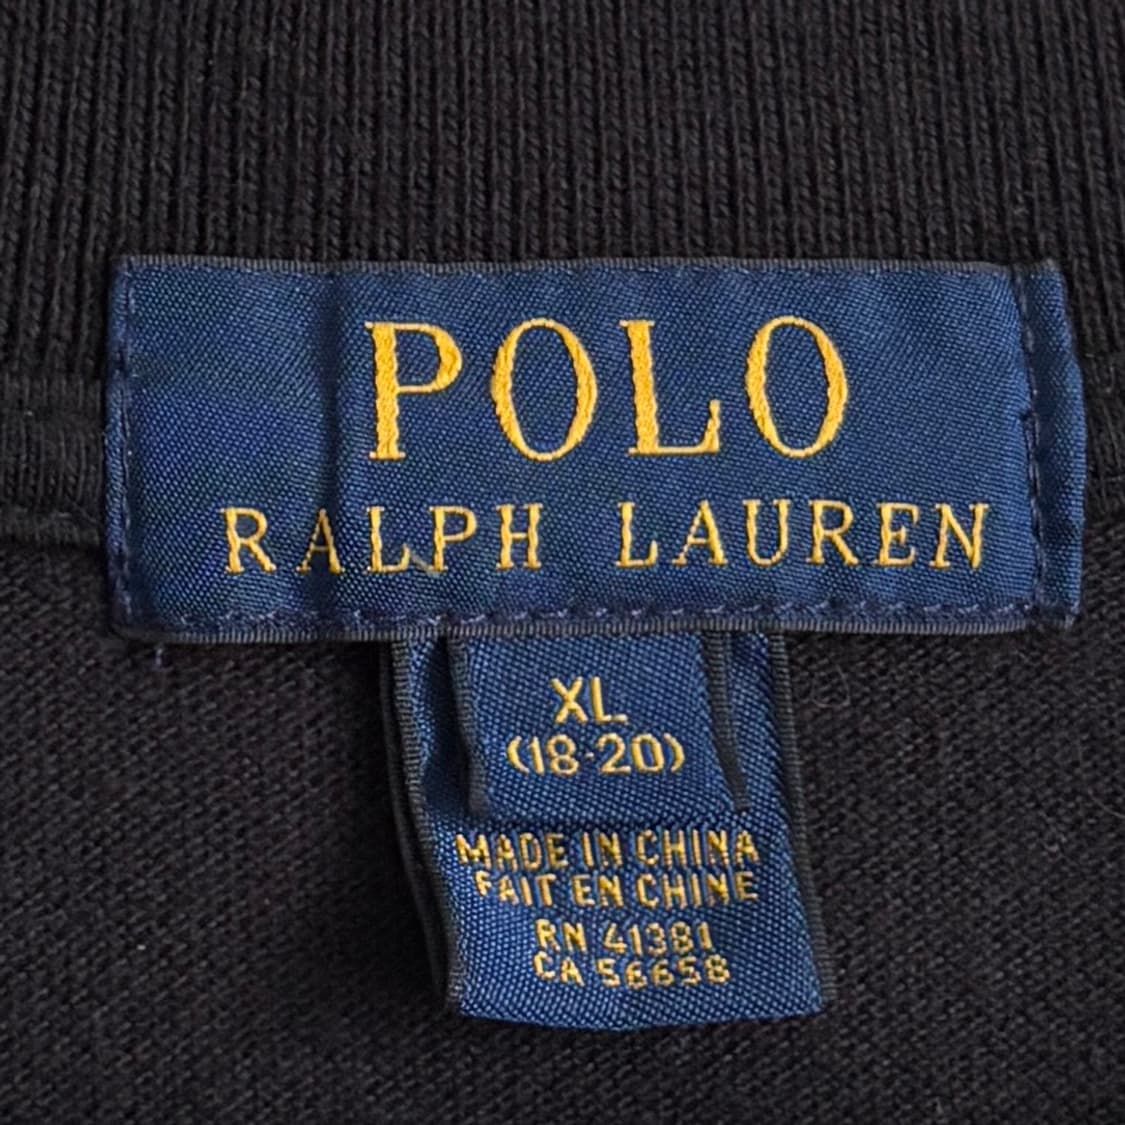 POLO
RALPH LAUREN
XL
(18-20)
MADE IN CHINA
FAIT EN CHINE
RN 41381
CA 56658